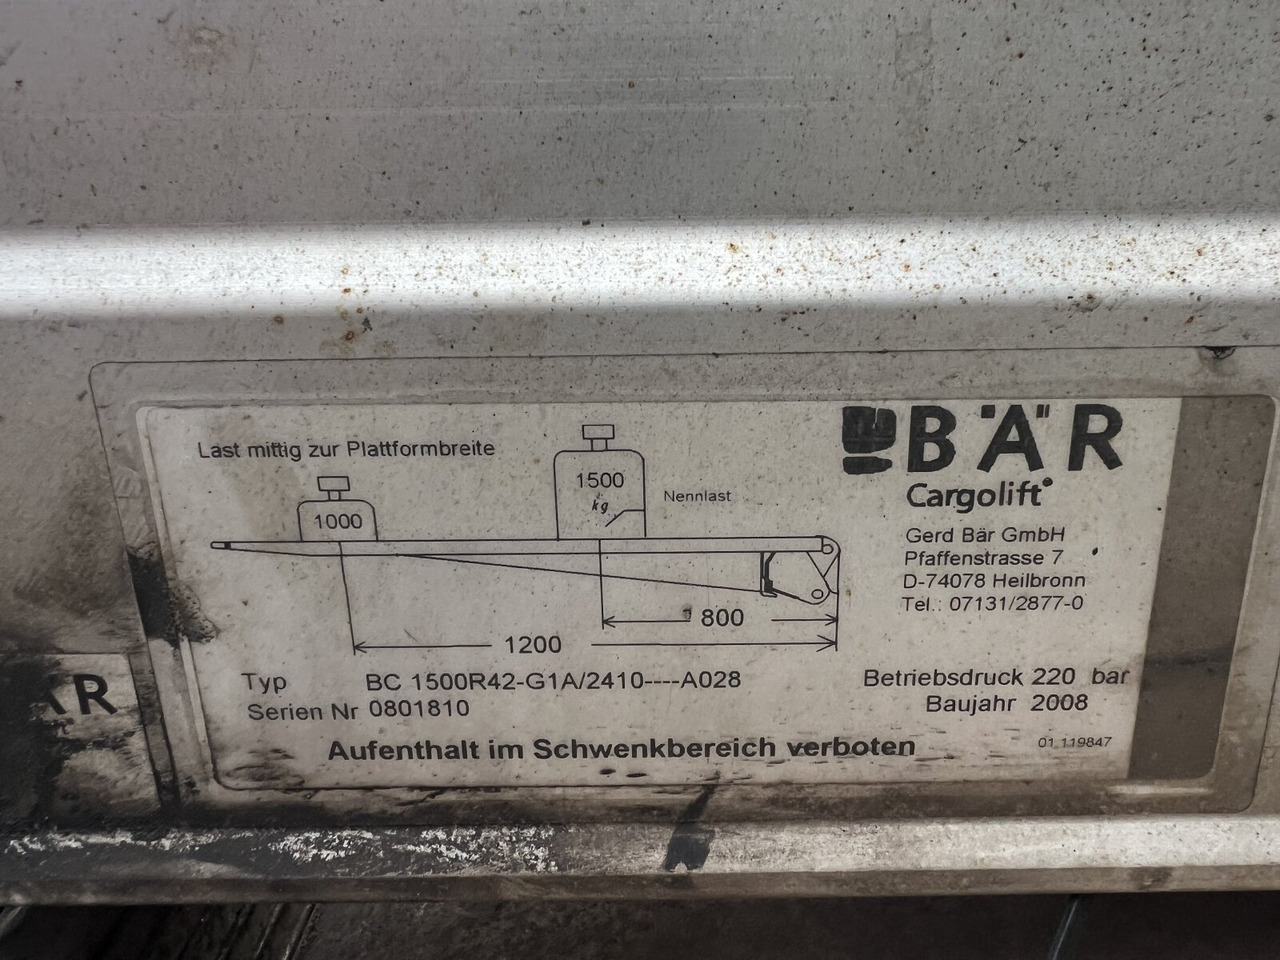 BÄR
Cargolift®
Last mittig zur Plattformbreite
1500
kg
Nennlast
1000
Gerd Bär GmbH
Pfaffenstrasse 7
D-74078 Heilbronn
Tel.: 07131/2877-0
800
1200
Typ BC 1500R42-G1A/2410----A028
Serien Nr 0801810
Betriebsdruck 220 bar
Baujahr 2008
Aufenthalt im Schwenkbereich verboten
01.119847
ÄR